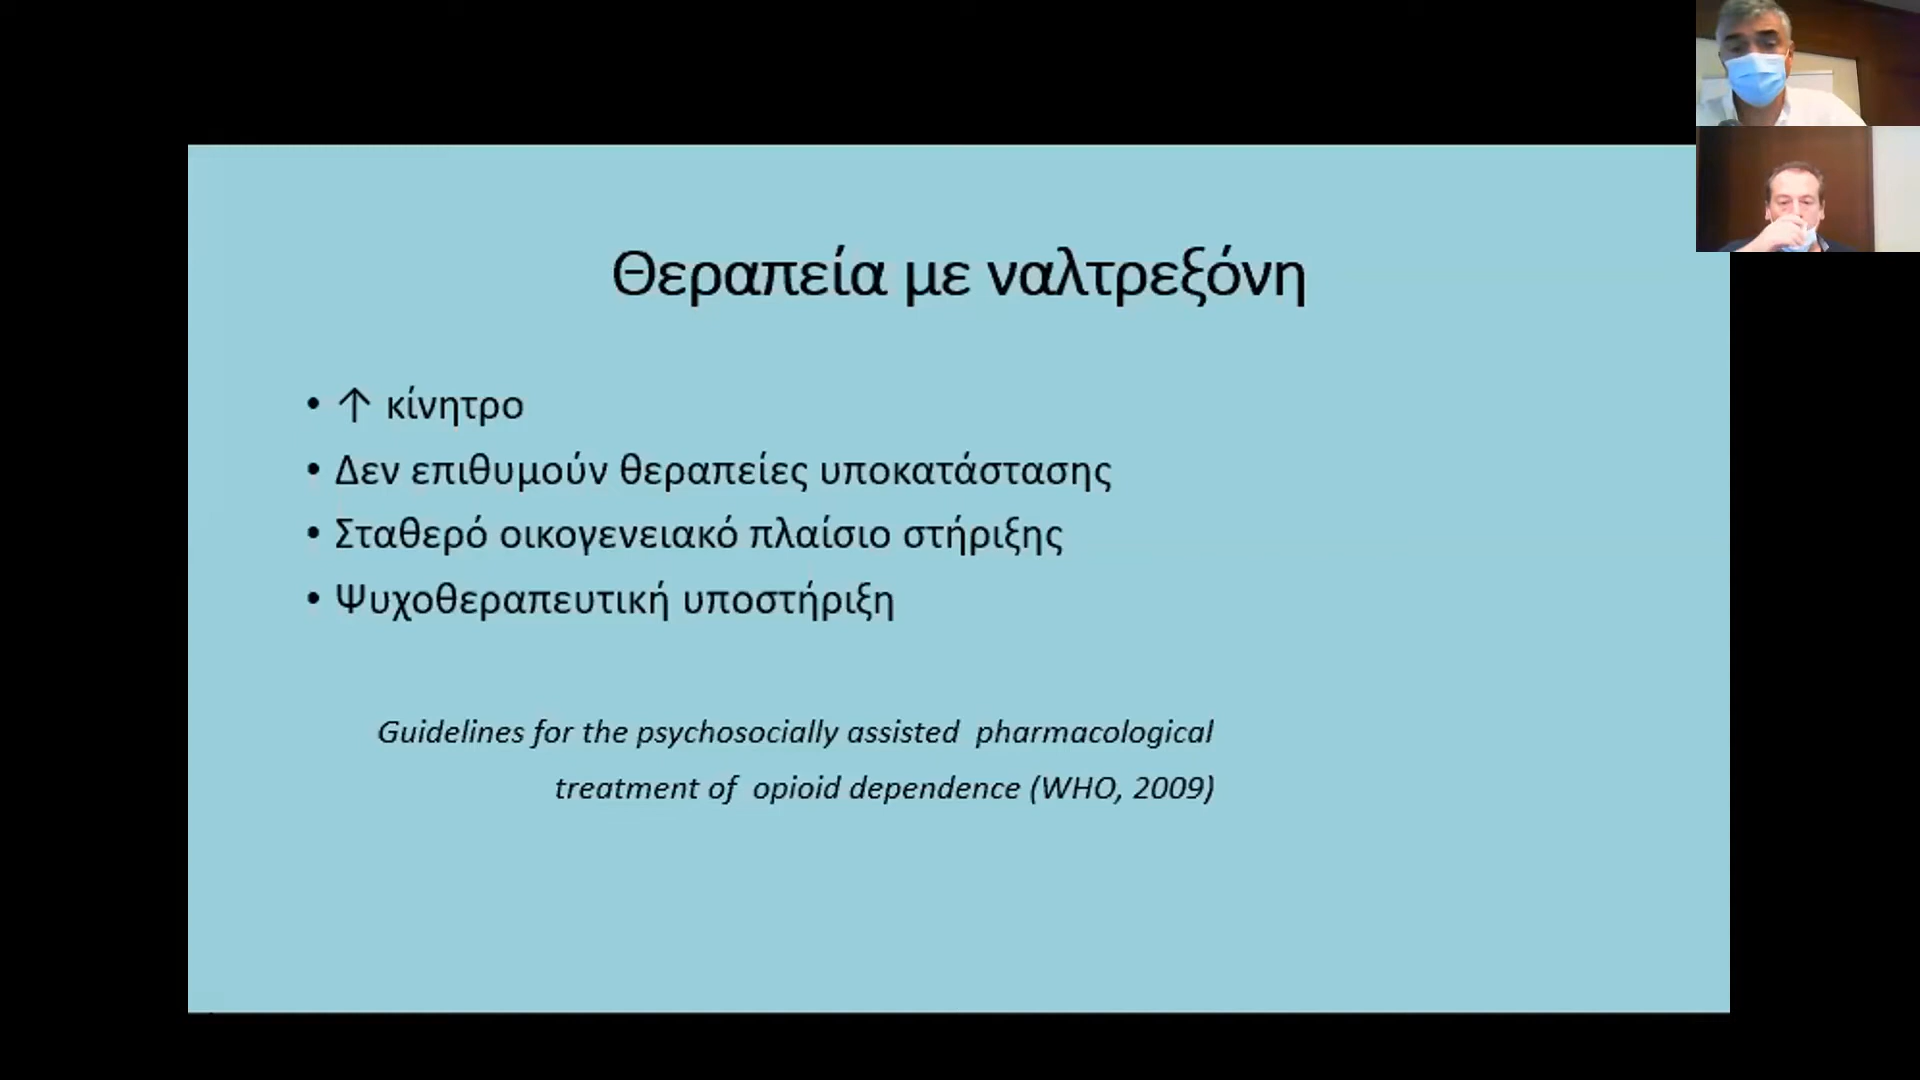 Θεραπεία με ναλτρεξόνη
• ↑ κίνητρο
• Δεν επιθυμούν θεραπείες υποκατάστασης
• Σταθερό οικογενειακό πλαίσιο στήριξης
• Ψυχοθεραπευτική υποστήριξη
Guidelines for the psychosocially assisted pharmacological
treatment of opioid dependence (WHO, 2009)